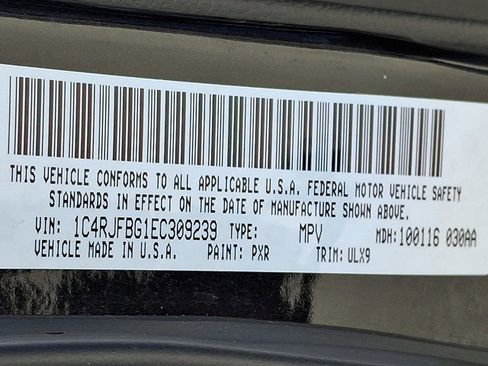 THIS VEHICLE CONFORMS TO ALL APPLICABLE U.S.A. FEDERAL MOTOR VEHICLE SAFETY
STANDARDS IN EFFECT ON THE DATE OF MANUFACTURE SHOWN ABOVE.
VIN: 1C4RJFBG1EC309239 TYPE: MPV MDH: 100116 030AA
VEHICLE MADE IN U.S.A. PAINT: PXR TRIM: ULX9